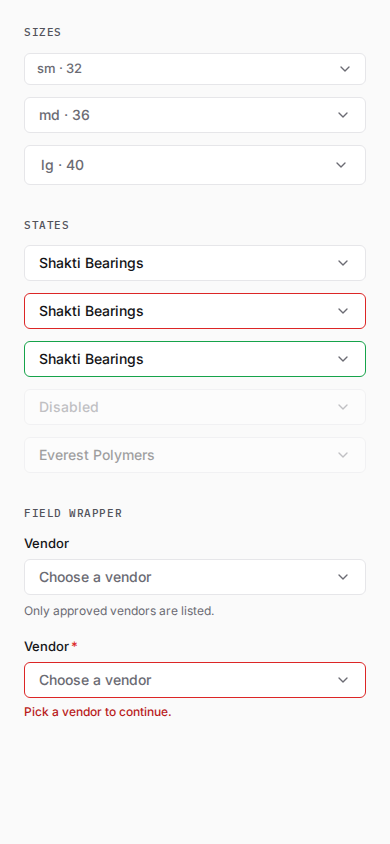 SIZES
sm · 32
md · 36
lg · 40
STATES
Shakti Bearings
Shakti Bearings
Shakti Bearings
Disabled
Everest Polymers
FIELD WRAPPER
Vendor
Choose a vendor
Only approved vendors are listed.
Vendor *
Choose a vendor
Pick a vendor to continue.